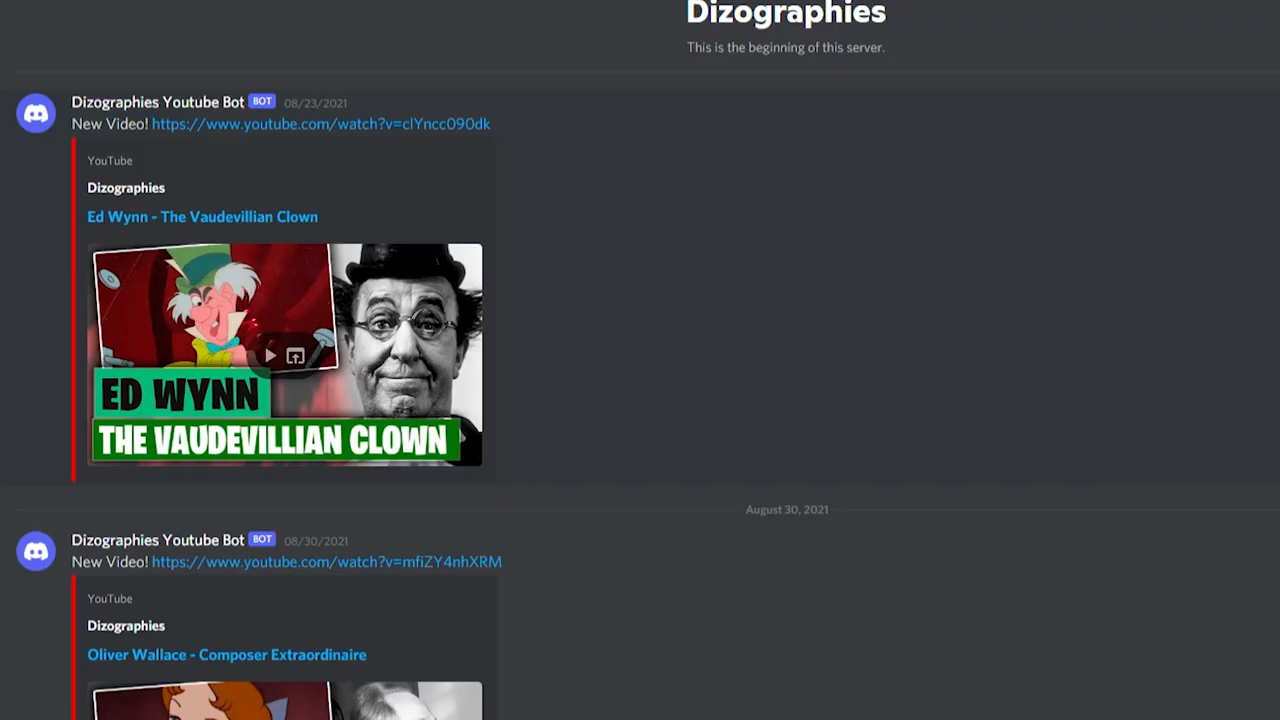 Dizographies
This is the beginning of this server.
Dizographies Youtube Bot BOT 08/23/2021
New Video! https://www.youtube.com/watch?v=clYncc090dk
YouTube
Dizographies
Ed Wynn - The Vaudevillian Clown
ED WYNN
THE VAUDEVILLIAN CLOWN
August 30, 2021
Dizographies Youtube Bot BOT 08/30/2021
New Video! https://www.youtube.com/watch?v=mfiZY4nhXRM
YouTube
Dizographies
Oliver Wallace - Composer Extraordinaire